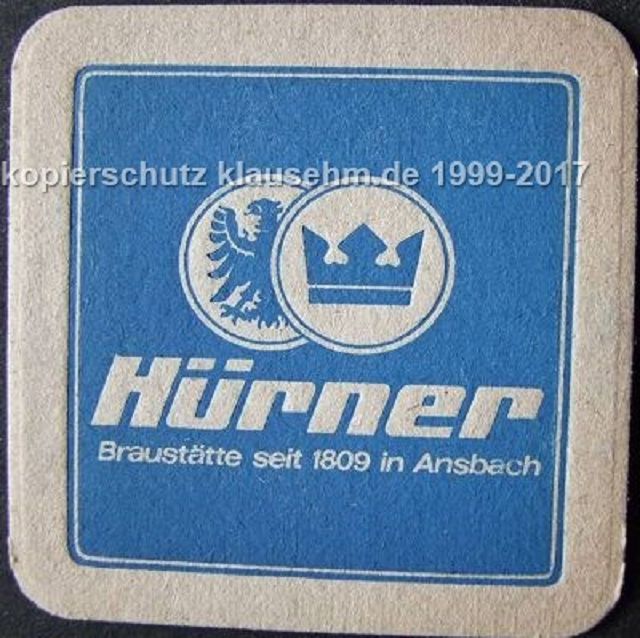 kopierschutz klausehm.de 1999-2017
Hürner
Braustätte seit 1809 in Ansbach